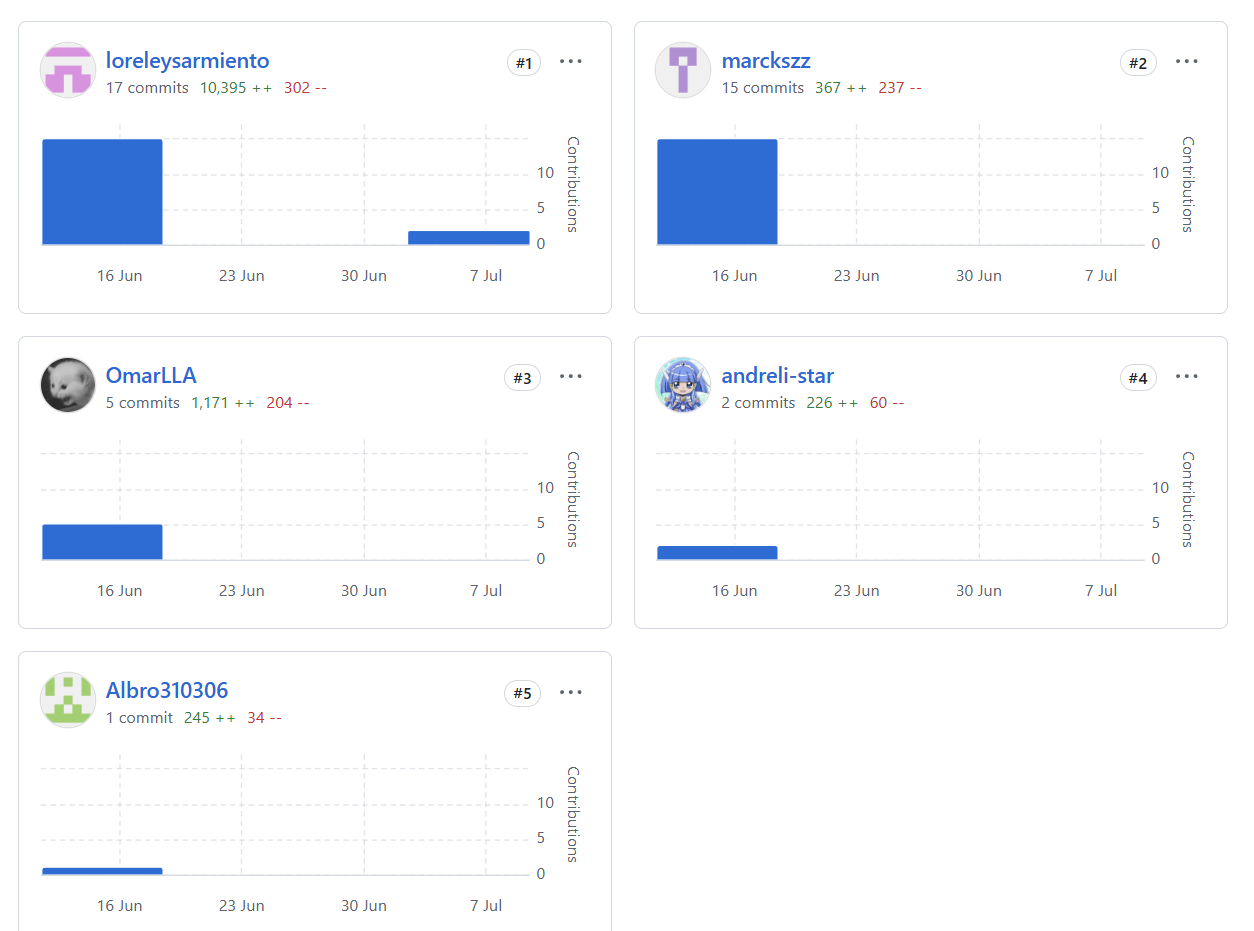 loreleysarmiento
#1
17 commits 10,395 ++ 302 --
10
5
0
Contributions
16 Jun 23 Jun 30 Jun 7 Jul
marckszz
#2
15 commits 367 ++ 237 --
10
5
0
Contributions
16 Jun 23 Jun 30 Jun 7 Jul
OmarLLA
#3
5 commits 1,171 ++ 204 --
10
5
0
Contributions
16 Jun 23 Jun 30 Jun 7 Jul
andreli-star
#4
2 commits 226 ++ 60 --
10
5
0
Contributions
16 Jun 23 Jun 30 Jun 7 Jul
Albro310306
#5
1 commit 245 ++ 34 --
10
5
0
Contributions
16 Jun 23 Jun 30 Jun 7 Jul